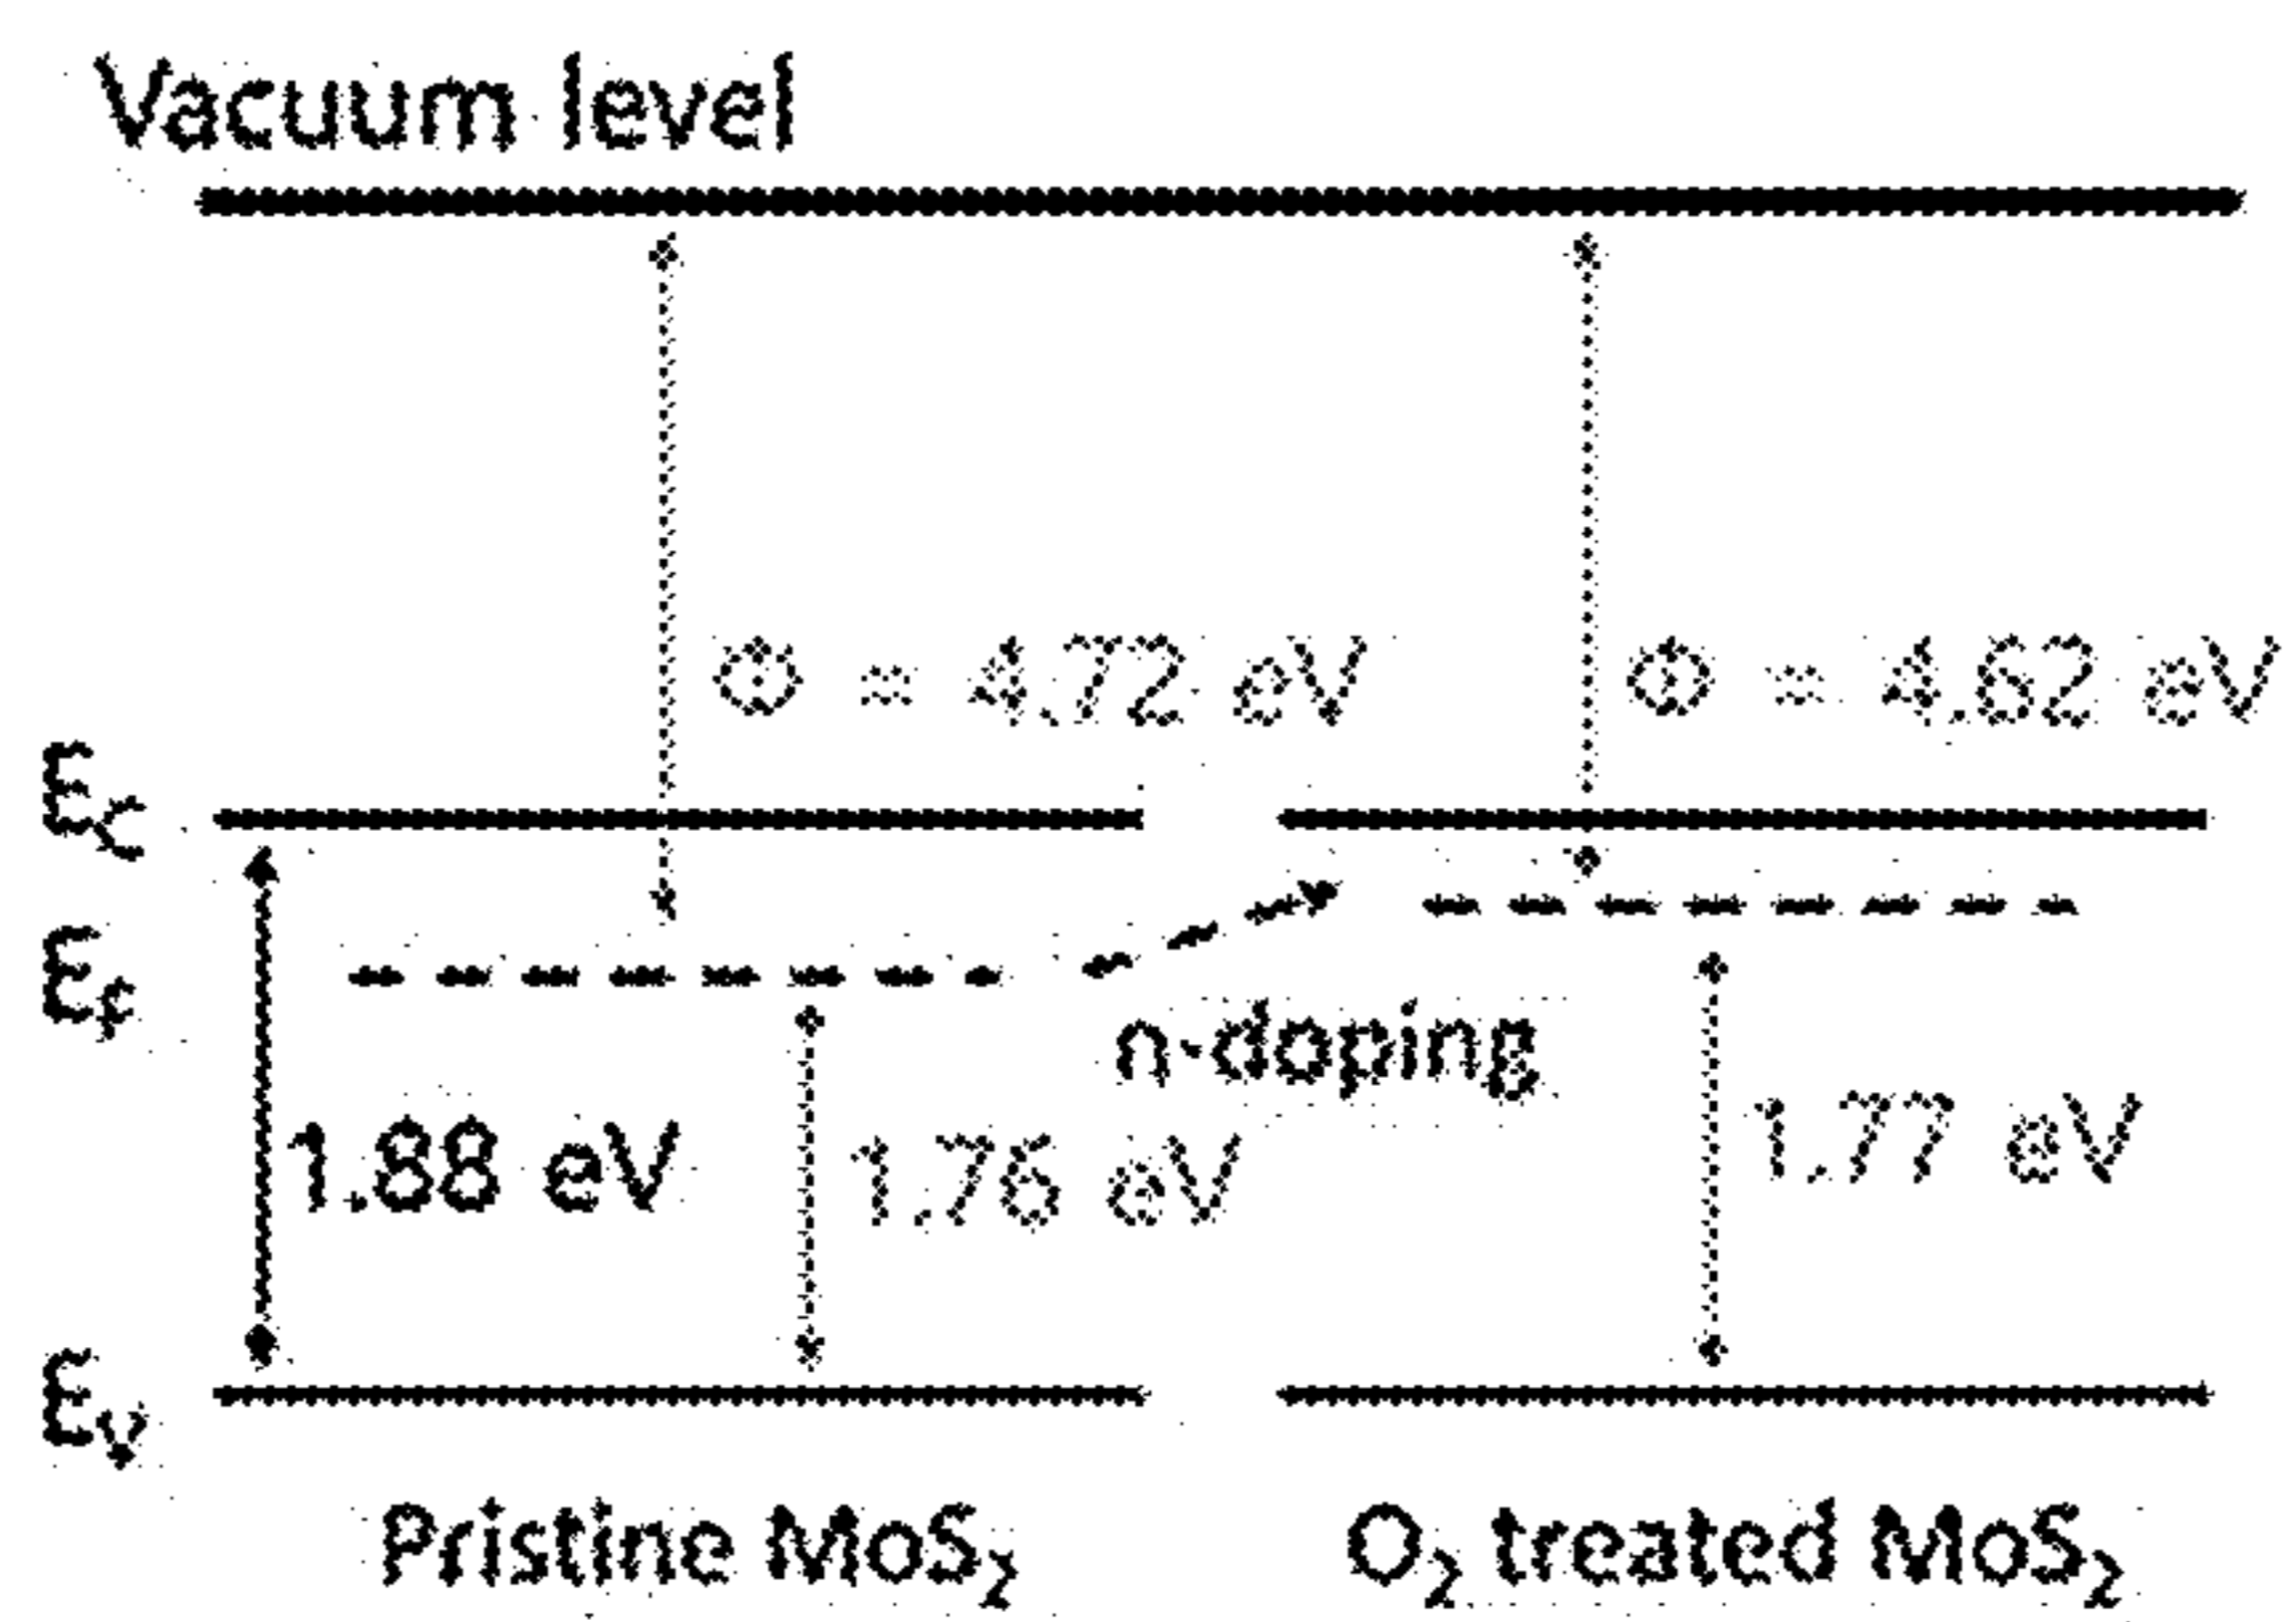 Vacuum level
Φ = 4.72 eV
Φ = 4.62 eV
Ec
Ef
n-doping
1.88 eV
1.76 eV
1.77 eV
Ev
Pristine MoS2
O2 treated MoS2